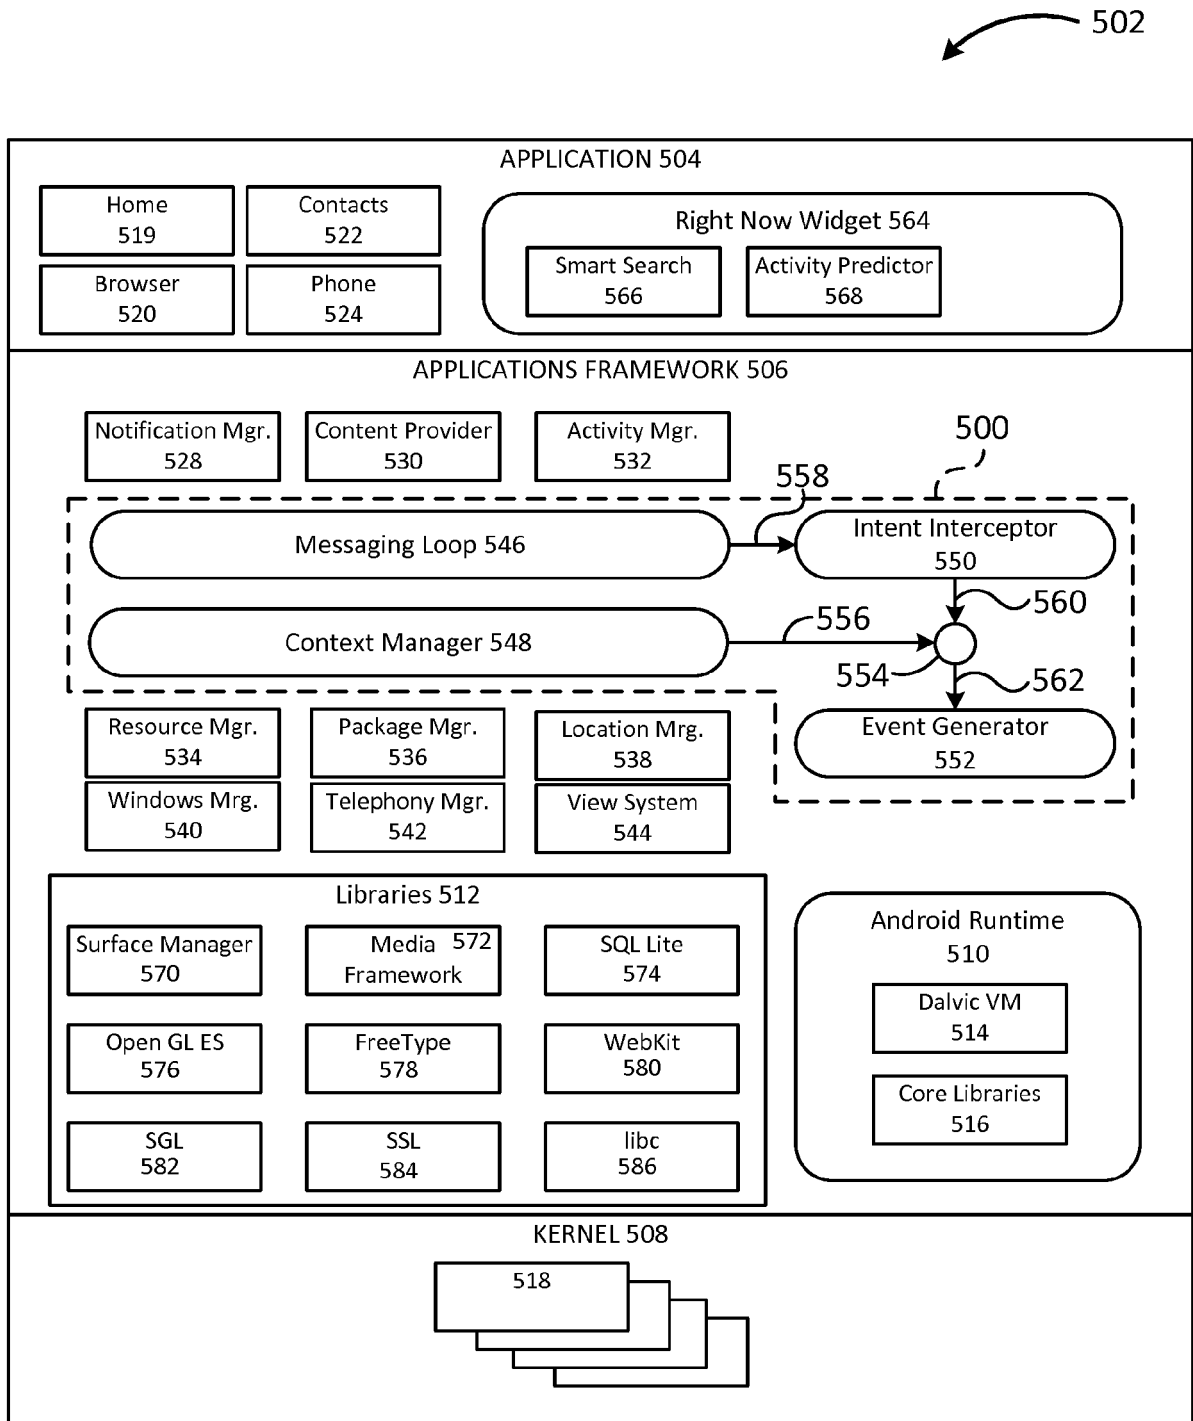 502
APPLICATION 504
Home
519
Contacts
522
Browser
520
Phone
524
Right Now Widget 564
Smart Search
566
Activity Predictor
568
APPLICATIONS FRAMEWORK 506
Notification Mgr.
528
Content Provider
530
Activity Mgr.
532
500
558
Messaging Loop 546
Intent Interceptor
550
560
Context Manager 548
556
554
562
Event Generator
552
Resource Mgr.
534
Package Mgr.
536
Location Mrg.
538
Windows Mrg.
540
Telephony Mgr.
542
View System
544
Libraries 512
Surface Manager
570
Media 572
Framework
SQL Lite
574
Open GL ES
576
FreeType
578
WebKit
580
SGL
582
SSL
584
libc
586
Android Runtime
510
Dalvic VM
514
Core Libraries
516
KERNEL 508
518